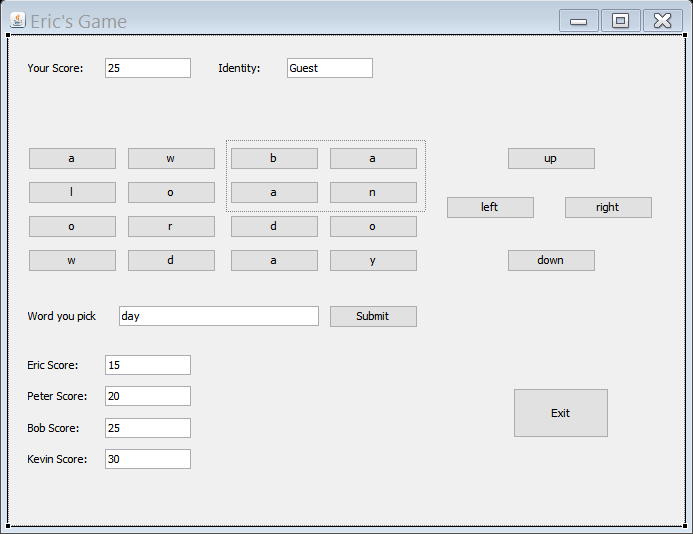 Eric's Game
Your Score: 25 Identity: Guest
a w b a up
l o a n
left right
o r d o
w d a y down
Word you pick day Submit
Eric Score: 15
Peter Score: 20
Exit
Bob Score: 25
Kevin Score: 30